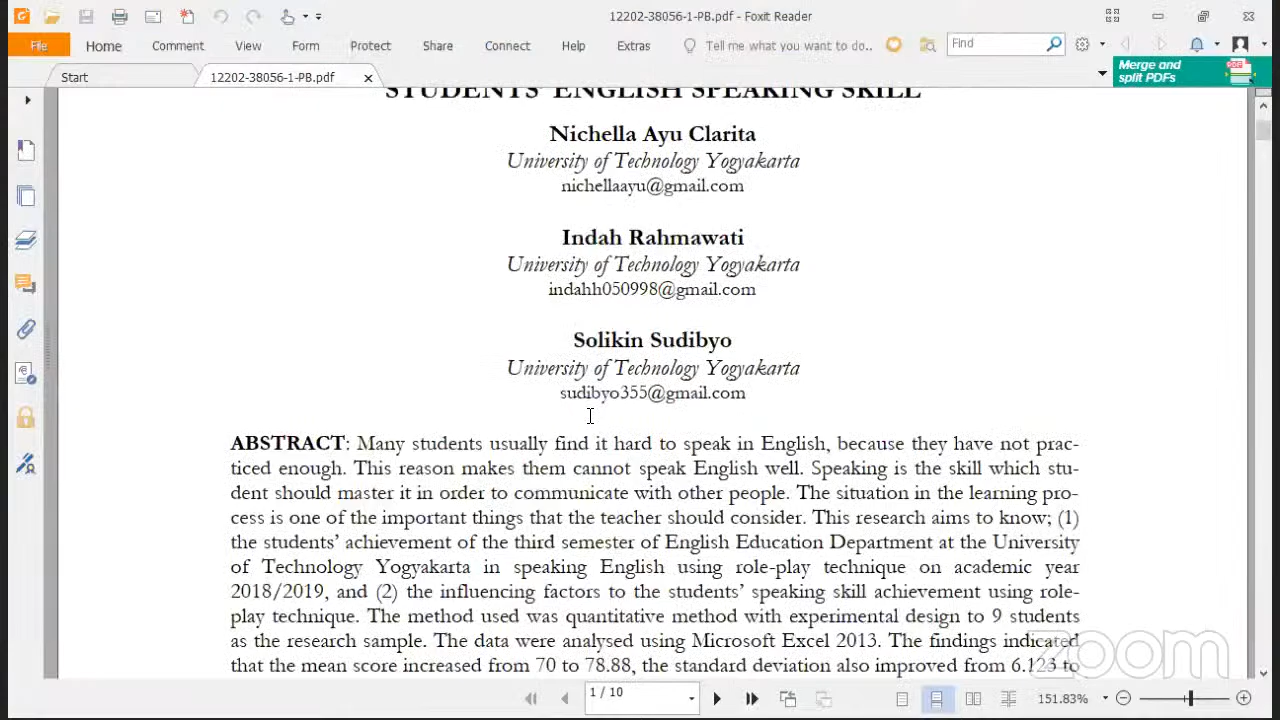 12202-38056-1-PB.pdf - Foxit Reader
File Home Comment View Form Protect Share Connect Help Extras Tell me what you want to do.. Find
Merge and
split PDFs
Start 12202-38056-1-PB.pdf
STUDENTS' ENGLISH SPEAKING SKILL
Nichella Ayu Clarita
University of Technology Yogyakarta
nichellaayu@gmail.com
Indah Rahmawati
University of Technology Yogyakarta
indahh050998@gmail.com
Solikin Sudibyo
University of Technology Yogyakarta
sudibyo355@gmail.com
ABSTRACT: Many students usually find it hard to speak in English, because they have not prac-
ticed enough. This reason makes them cannot speak English well. Speaking is the skill which stu-
dent should master it in order to communicate with other people. The situation in the learning pro-
cess is one of the important things that the teacher should consider. This research aims to know; (1)
the students' achievement of the third semester of English Education Department at the University
of Technology Yogyakarta in speaking English using role-play technique on academic year
2018/2019, and (2) the influencing factors to the students' speaking skill achievement using role-
play technique. The method used was quantitative method with experimental design to 9 students
as the research sample. The data were analysed using Microsoft Excel 2013. The findings indicated
that the mean score increased from 70 to 78.88, the standard deviation also improved from 6.123 to
zoom
1 / 10
151.83%